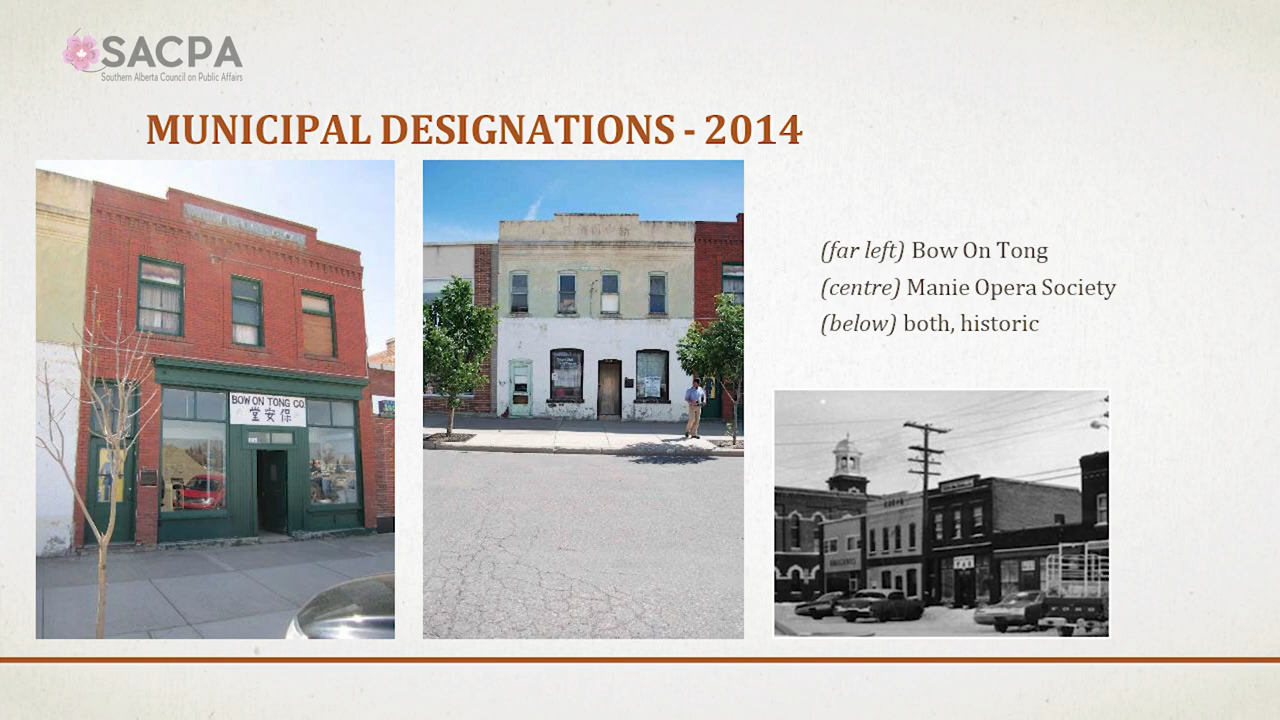 SACPA
Southern Alberta Council on Public Affairs
MUNICIPAL DESIGNATIONS - 2014
(far left) Bow On Tong
(centre) Manie Opera Society
(below) both, historic
BOW ON TONG CO.
堂安保
FORD